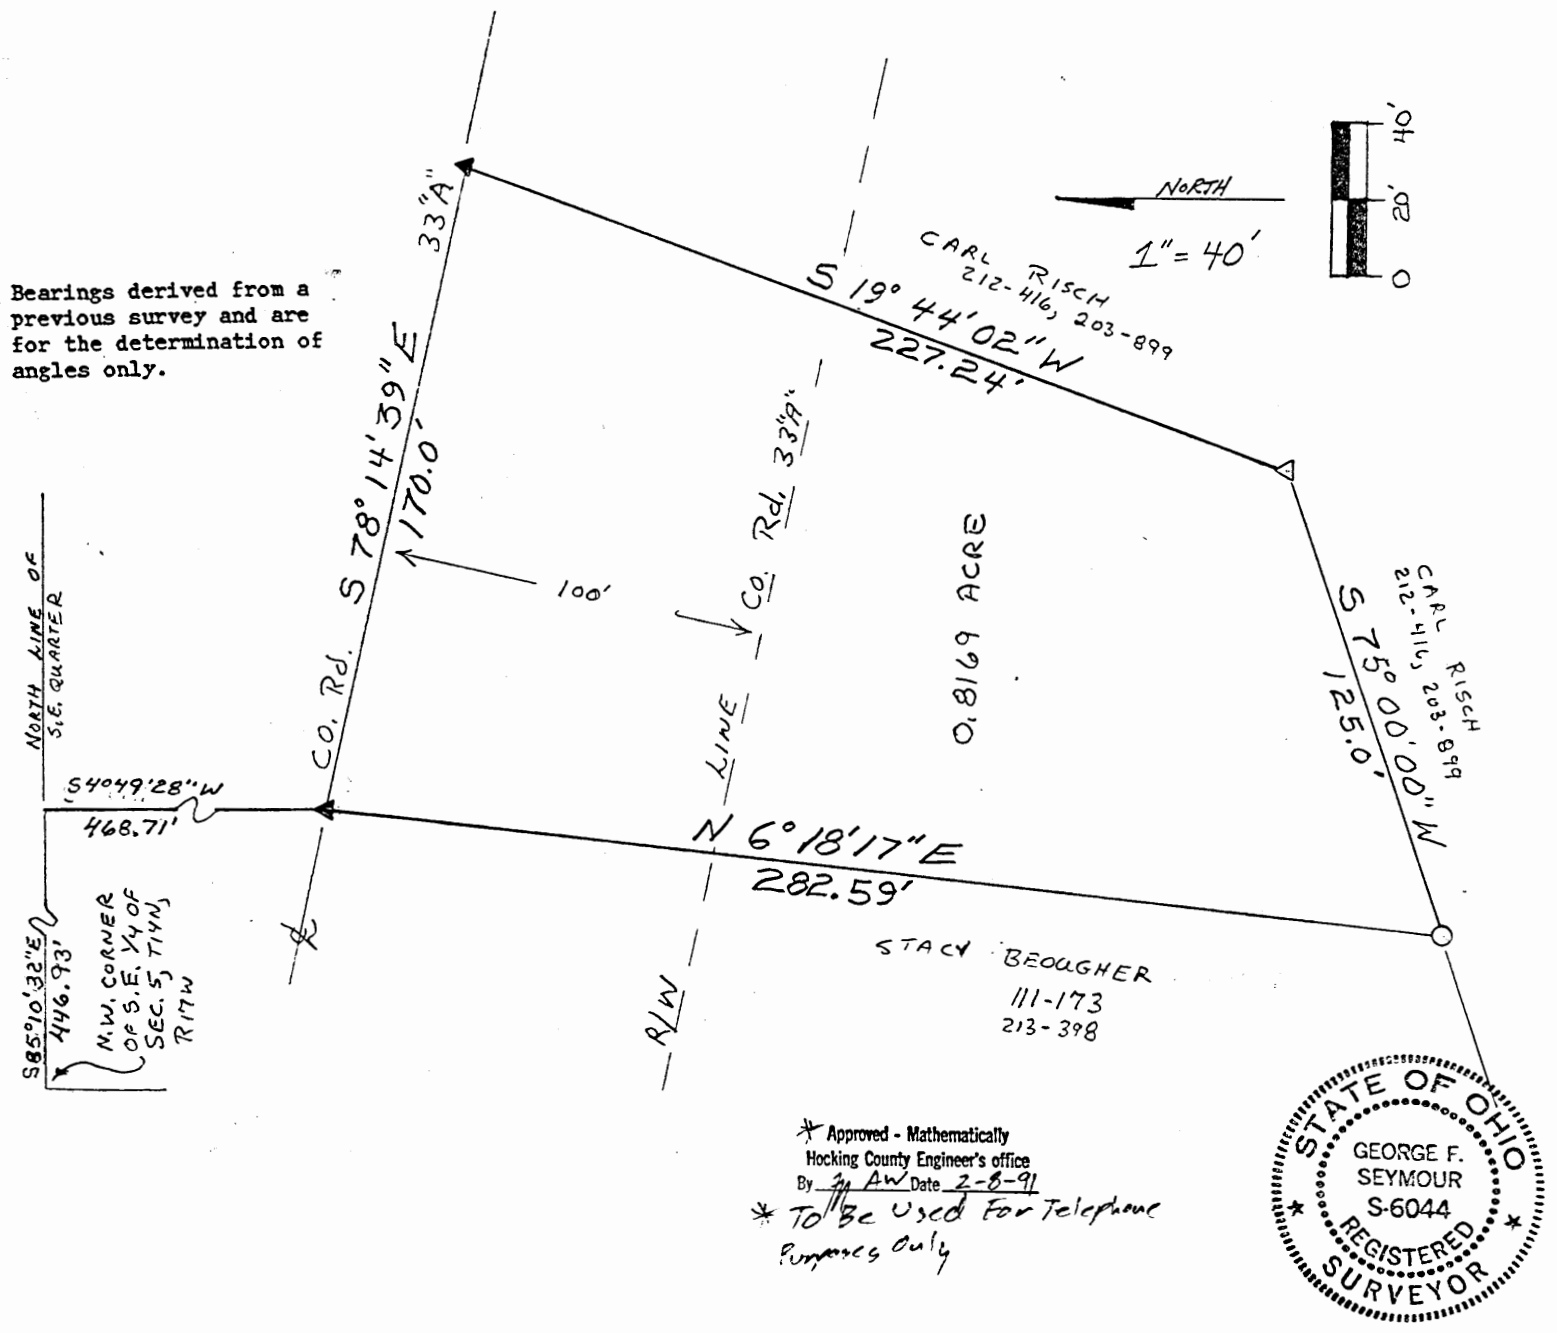 NORTH
1"= 40'
0
20'
40'
Bearings derived from a
previous survey and are
for the determination of
angles only.
CARL RISCH
212-416, 203-899
S 19° 44' 02" W
227.24'
CO. Rd. 33"A"
S 78° 14' 39" E
170.0'
100'
R/W LINE Co. Rd. 33"A"
0.8169 ACRE
CARL RISCH
212-416, 203-899
S 75° 00' 00" W
125.0'
NORTH LINE OF
S.E. QUARTER
S4°49'28"W
468.71'
N 6° 18' 17" E
282.59'
S85°10'32"E
446.93'
N.W. CORNER
OF S.E. 1/4 OF
SEC. 5, T14N,
R17W
STACY BEOUGHER
111-173
213-398
* Approved - Mathematically
Hocking County Engineer's office
By AW Date 2-8-91
* To Be Used For Telephone
Purposes Only
STATE OF OHIO
GEORGE F.
SEYMOUR
S-6044
REGISTERED
SURVEYOR